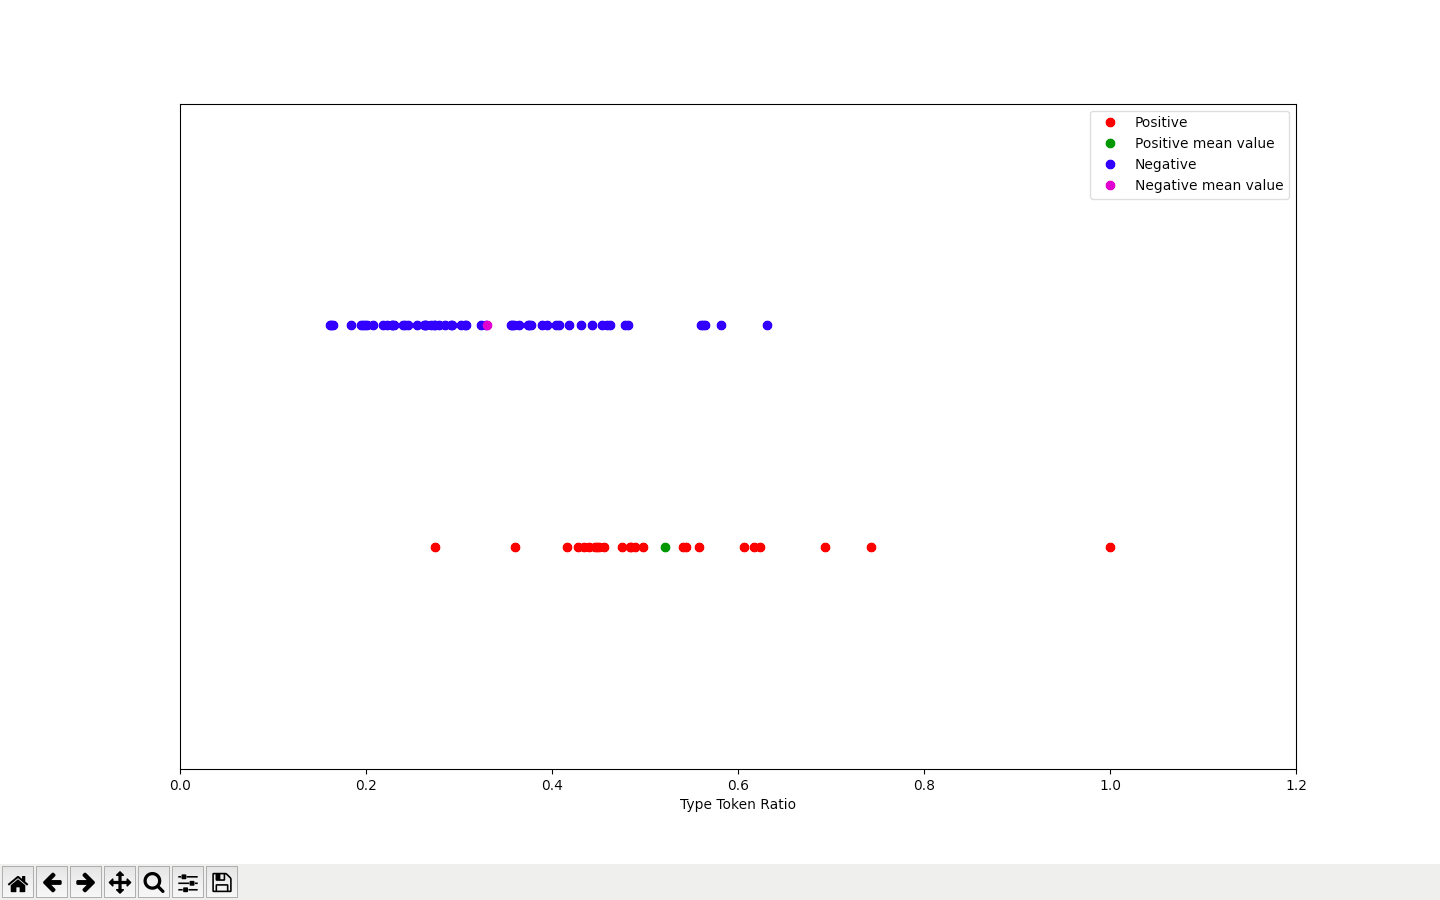 Positive
Positive mean value
Negative
Negative mean value
0.0 0.2 0.4 0.6 0.8 1.0 1.2
Type Token Ratio